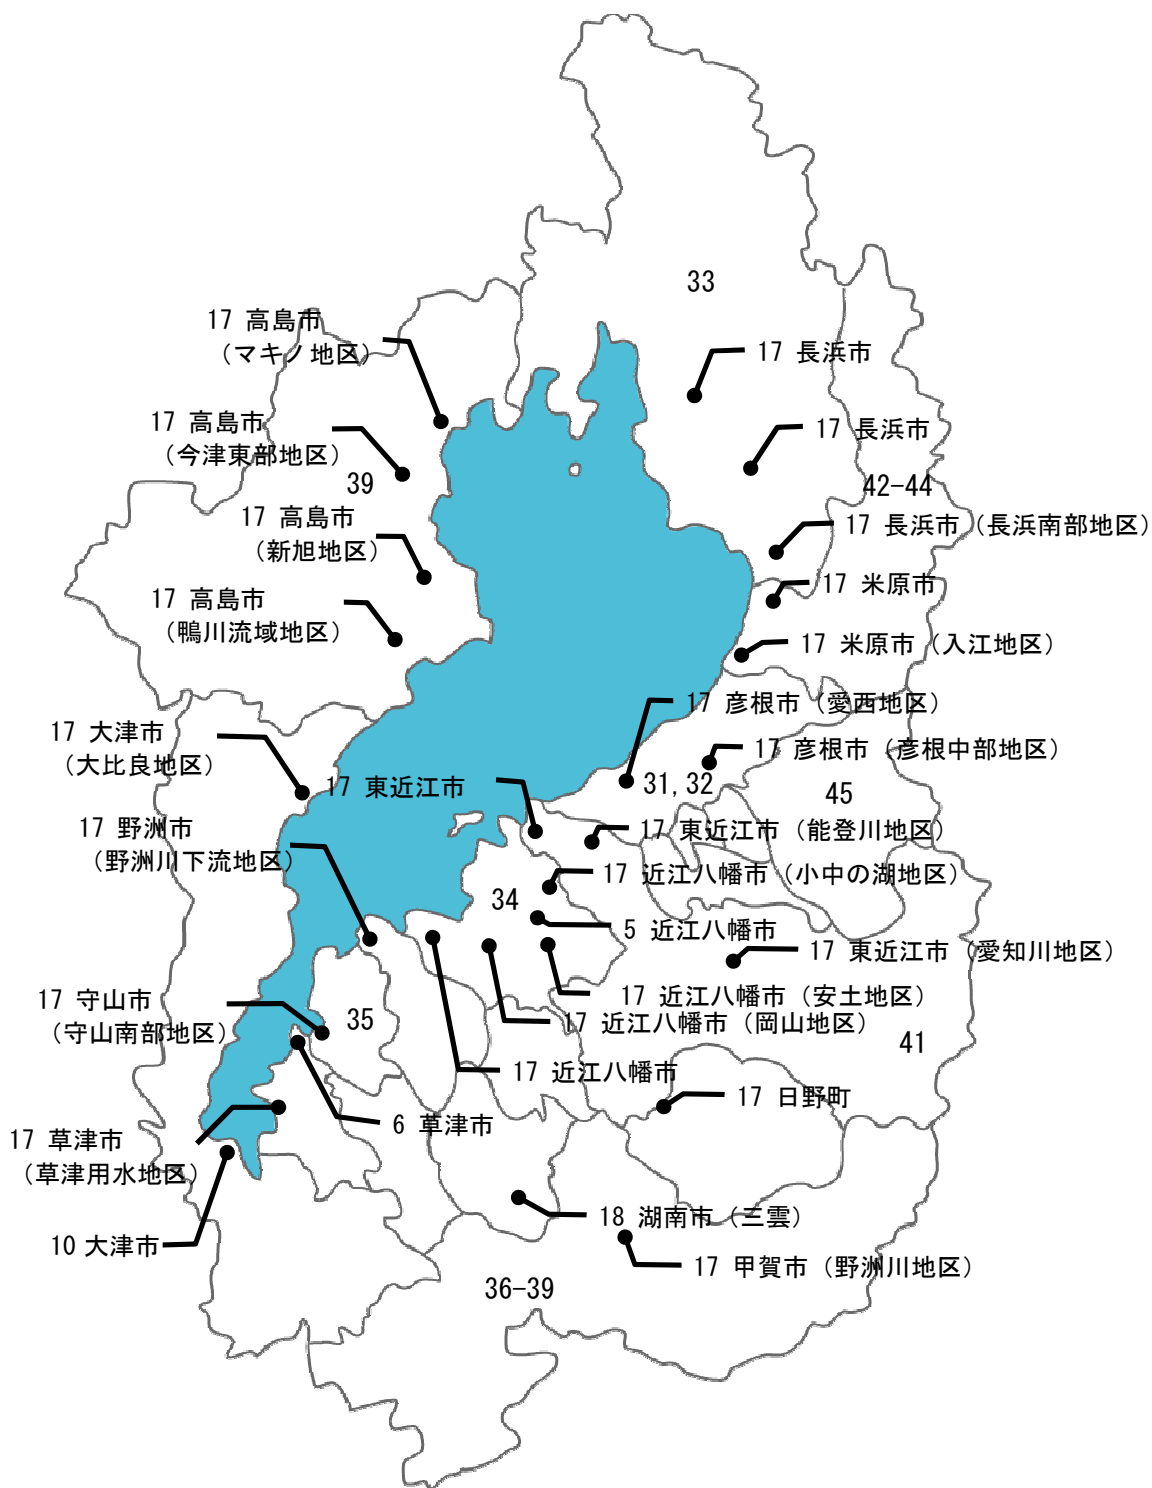 33
17 高島市
（マキノ地区）
17 長浜市
17 高島市
（今津東部地区）
17 長浜市
39
42-44
17 高島市
（新旭地区）
17 長浜市（長浜南部地区）
17 高島市
（鴨川流域地区）
17 米原市
17 米原市（入江地区）
17 彦根市（愛西地区）
17 大津市
（大比良地区）
17 彦根市（彦根中部地区）
17 東近江市
31,32
45
17 野洲市
（野洲川下流地区）
17 東近江市（能登川地区）
17 近江八幡市（小中の湖地区）
34
5 近江八幡市
17 東近江市（愛知川地区）
17 近江八幡市（安土地区）
17 守山市
（守山南部地区）
35
17 近江八幡市（岡山地区）
41
17 近江八幡市
17 日野町
6 草津市
17 草津市
（草津用水地区）
18 湖南市（三雲）
10 大津市
17 甲賀市（野洲川地区）
36-39